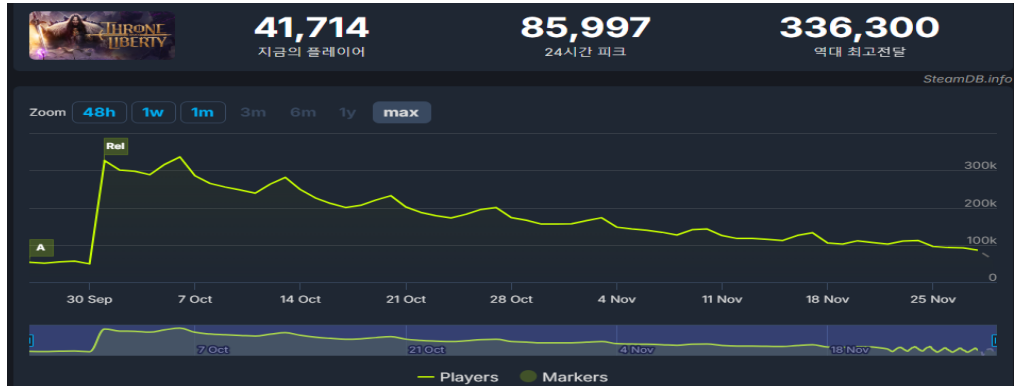 THRONE
LIBERTY
41,714
지금의 플레이어
85,997
24시간 피크
336,300
역대 최고전달
SteamDB.info
Zoom 48h 1w 1m 3m 6m 1y max
Rel
A
300k
200k
100k
0
30 Sep 7 Oct 14 Oct 21 Oct 28 Oct 4 Nov 11 Nov 18 Nov 25 Nov
7 Oct 21 Oct 4 Nov 18 Nov
Players Markers